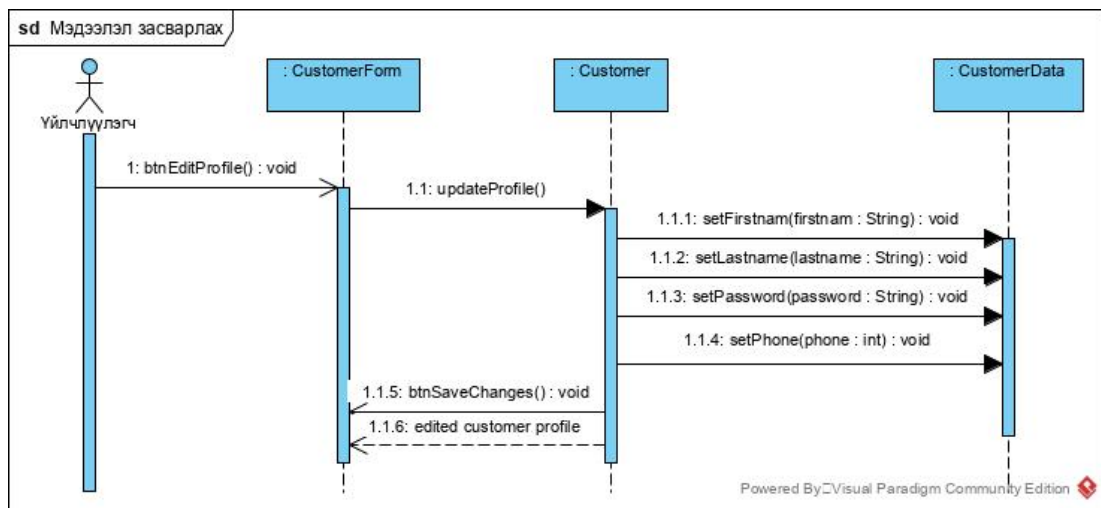 sd Мэдээлэл засварлах
: CustomerForm
: Customer
: CustomerData
Үйлчлүүлэгч
1: btnEditProfile() : void
1.1: updateProfile()
1.1.1: setFirstnam(firstnam : String) : void
1.1.2: setLastname(lastname : String) : void
1.1.3: setPassword(password : String) : void
1.1.4: setPhone(phone : int) : void
1.1.5: btnSaveChanges() : void
1.1.6: edited customer profile
Powered By Visual Paradigm Community Edition